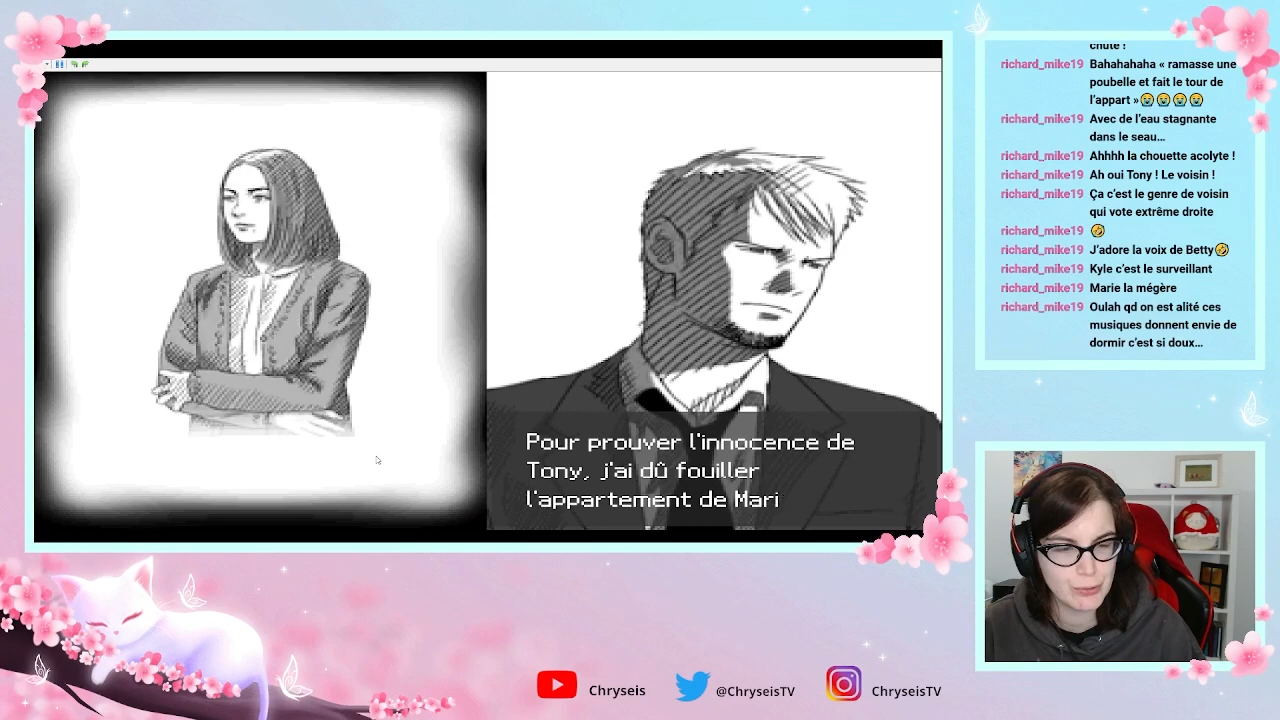 Pour prouver l'innocence de
Tony, j'ai dû fouiller
l'appartement de Mari
chute !
richard_mike19 Bahahahaha « ramasse une
poubelle et fait le tour de
l'appart »😭😭😭😭
richard_mike19 Avec de l'eau stagnante
dans le seau…
richard_mike19 Ahhhh la chouette acolyte !
richard_mike19 Ah oui Tony ! Le voisin !
richard_mike19 Ça c'est le genre de voisin
qui vote extrême droite
richard_mike19 🤣
richard_mike19 J'adore la voix de Betty🤣
richard_mike19 Kyle c'est le surveillant
richard_mike19 Marie la mégère
richard_mike19 Oulah qd on est alité ces
musiques donnent envie de
dormir c'est si doux…
Chryseis
@ChryseisTV
ChryseisTV